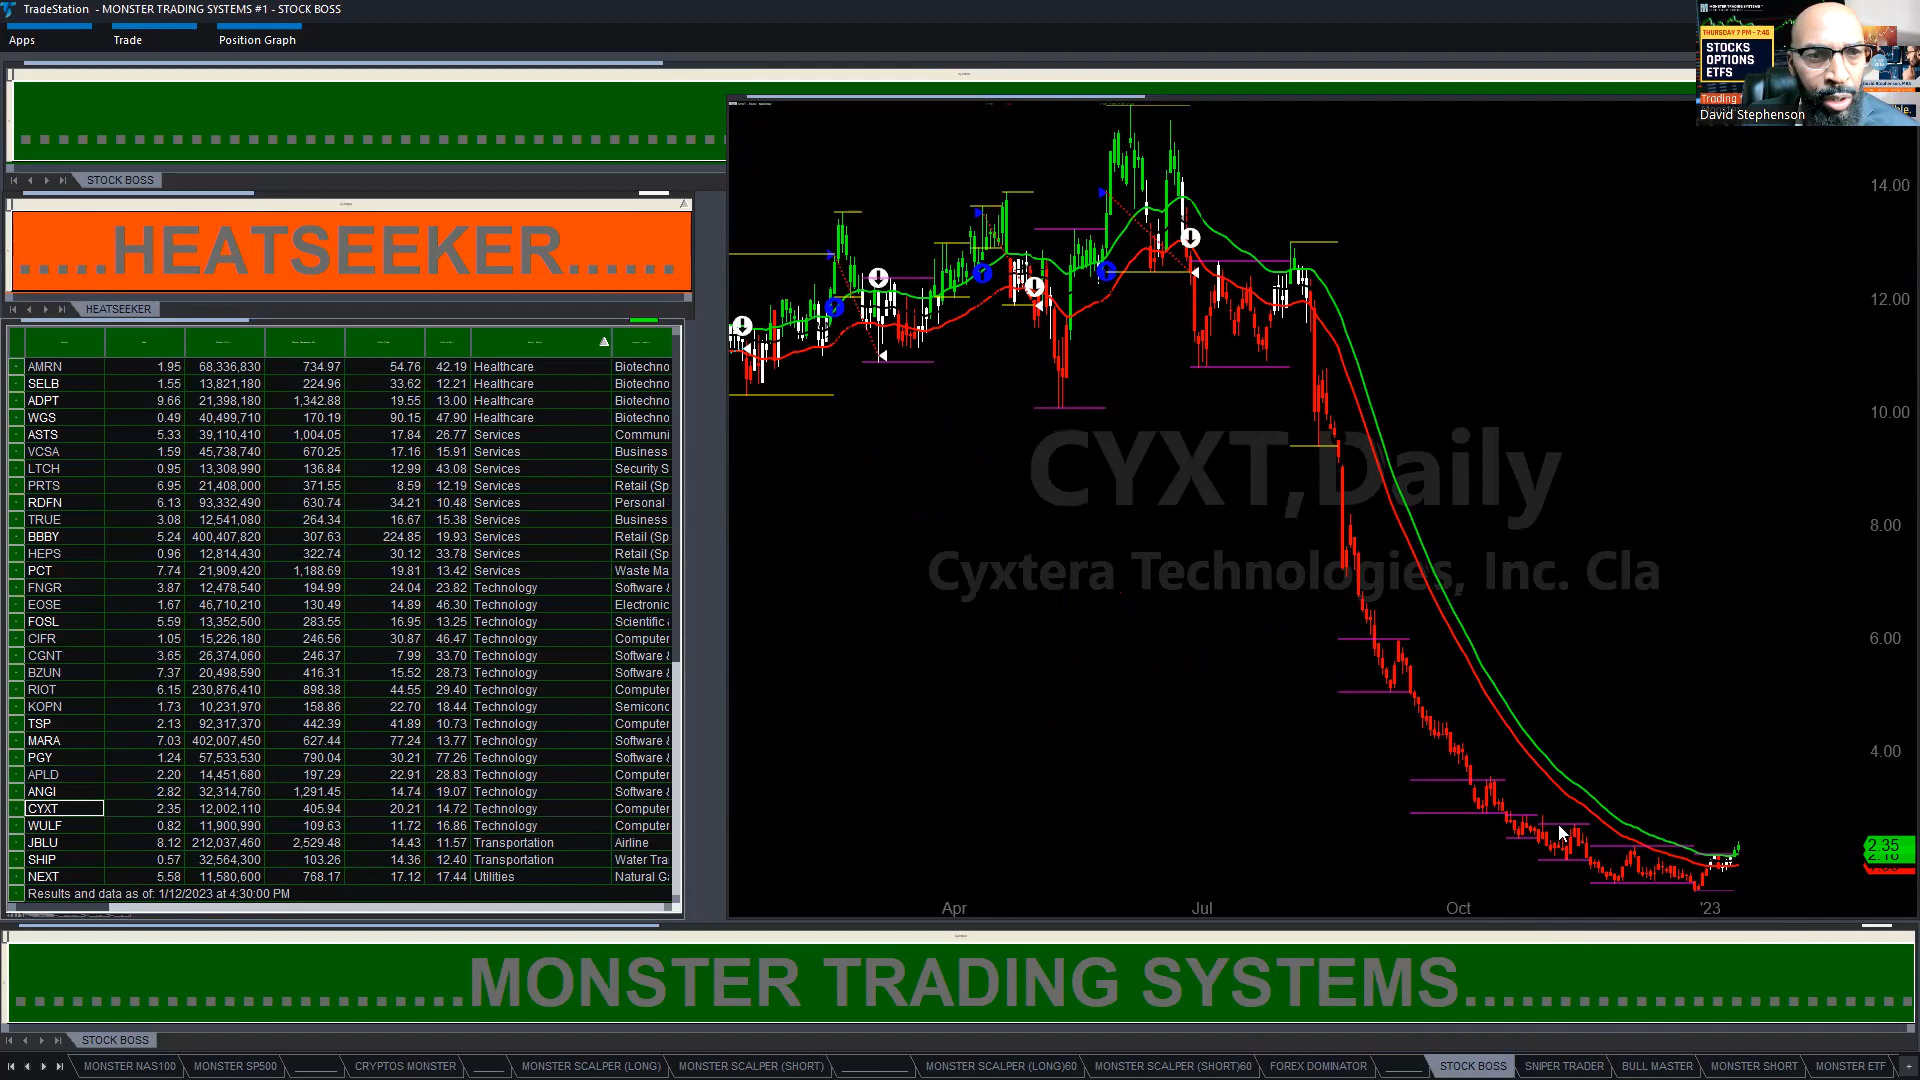 TradeStation - MONSTER TRADING SYSTEMS #1 - STOCK BOSS
Apps Trade Position Graph
THURSDAY 7 PM - 7:45
STOCKS
OPTIONS
ETFS
David Stephenson
STOCK BOSS
.....HEATSEEKER......
HEATSEEKER
AMRN 1.95 68,336,830 734.97 54.76 42.19 Healthcare Biotechno
SELB 1.55 13,821,180 224.96 33.62 12.21 Healthcare Biotechno
ADPT 9.66 21,398,180 1,342.88 19.55 13.00 Healthcare Biotechno
WGS 0.49 40,499,710 170.19 90.15 47.90 Healthcare Biotechno
ASTS 5.33 39,110,410 1,004.05 17.84 26.77 Services Communi
VCSA 1.59 45,738,740 670.25 17.16 15.91 Services Business
LTCH 0.95 13,308,990 136.84 12.99 43.08 Services Security S
PRTS 6.95 21,408,000 371.55 8.59 12.19 Services Retail (Sp
RDFN 6.13 93,332,490 630.74 34.21 10.48 Services Personal
TRUE 3.08 12,541,080 264.34 16.67 15.38 Services Business
BBBY 5.24 400,407,820 307.63 224.85 19.93 Services Retail (Sp
HEPS 0.96 12,814,430 322.74 30.12 33.78 Services Retail (Sp
PCT 7.74 21,909,420 1,188.69 19.81 13.42 Services Waste Ma
FNGR 3.87 12,478,540 194.99 24.04 23.82 Technology Software &
EOSE 1.67 46,710,210 130.49 14.89 46.30 Technology Electronic
FOSL 5.59 13,352,500 283.55 16.95 13.25 Technology Scientific
CIFR 1.05 15,226,180 246.56 30.87 46.47 Technology Computer
CGNT 3.65 26,374,060 246.37 7.99 33.70 Technology Software &
BZUN 7.37 20,498,590 416.31 15.52 28.73 Technology Software &
RIOT 6.15 230,876,410 898.38 44.55 29.40 Technology Computer
KOPN 1.73 10,231,970 158.86 22.70 18.44 Technology Semicond
TSP 2.13 92,317,370 442.39 41.89 10.73 Technology Computer
MARA 7.03 402,007,450 627.44 77.24 13.77 Technology Software &
PGY 1.24 57,533,530 790.04 30.21 77.26 Technology Software &
APLD 2.20 14,451,680 197.29 22.91 28.83 Technology Computer
ANGI 2.82 32,314,760 1,291.45 14.74 19.07 Technology Software &
CYXT 2.35 12,002,110 405.94 20.21 14.72 Technology Computer
WULF 0.82 11,900,990 109.63 11.72 16.86 Technology Computer
JBLU 8.12 212,037,460 2,529.48 14.43 11.57 Transportation Airline
SHIP 0.57 32,564,300 103.26 14.36 12.40 Transportation Water Tra
NEXT 5.58 11,580,600 768.17 17.12 17.44 Utilities Natural Ga
Results and data as of: 1/12/2023 at 4:30:00 PM
CYXT,Daily
Cyxtera Technologies, Inc. Cla
14.00
12.00
10.00
8.00
6.00
4.00
2.35
Apr Jul Oct '23
........................MONSTER TRADING SYSTEMS........................
STOCK BOSS
MONSTER NAS100 MONSTER SP500 CRYPTOS MONSTER MONSTER SCALPER (LONG) MONSTER SCALPER (SHORT) MONSTER SCALPER (LONG)60 MONSTER SCALPER (SHORT)60 FOREX DOMINATOR STOCK BOSS SNIPER TRADER BULL MASTER MONSTER SHORT MONSTER ETF